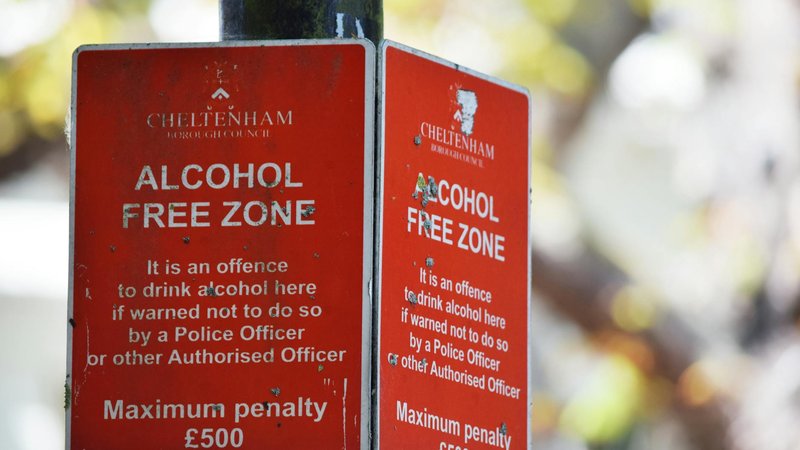 CHELTENHAM
BOROUGH COUNCIL
ALCOHOL
FREE ZONE
It is an offence
to drink alcohol here
if warned not to do so
by a Police Officer
or other Authorised Officer
Maximum penalty
£500
CHELTENHAM
BOROUGH COUNCIL
ALCOHOL
FREE ZONE
It is an offence
to drink alcohol here
if warned not to do so
by a Police Officer
or other Authorised Officer
Maximum penalty
£500